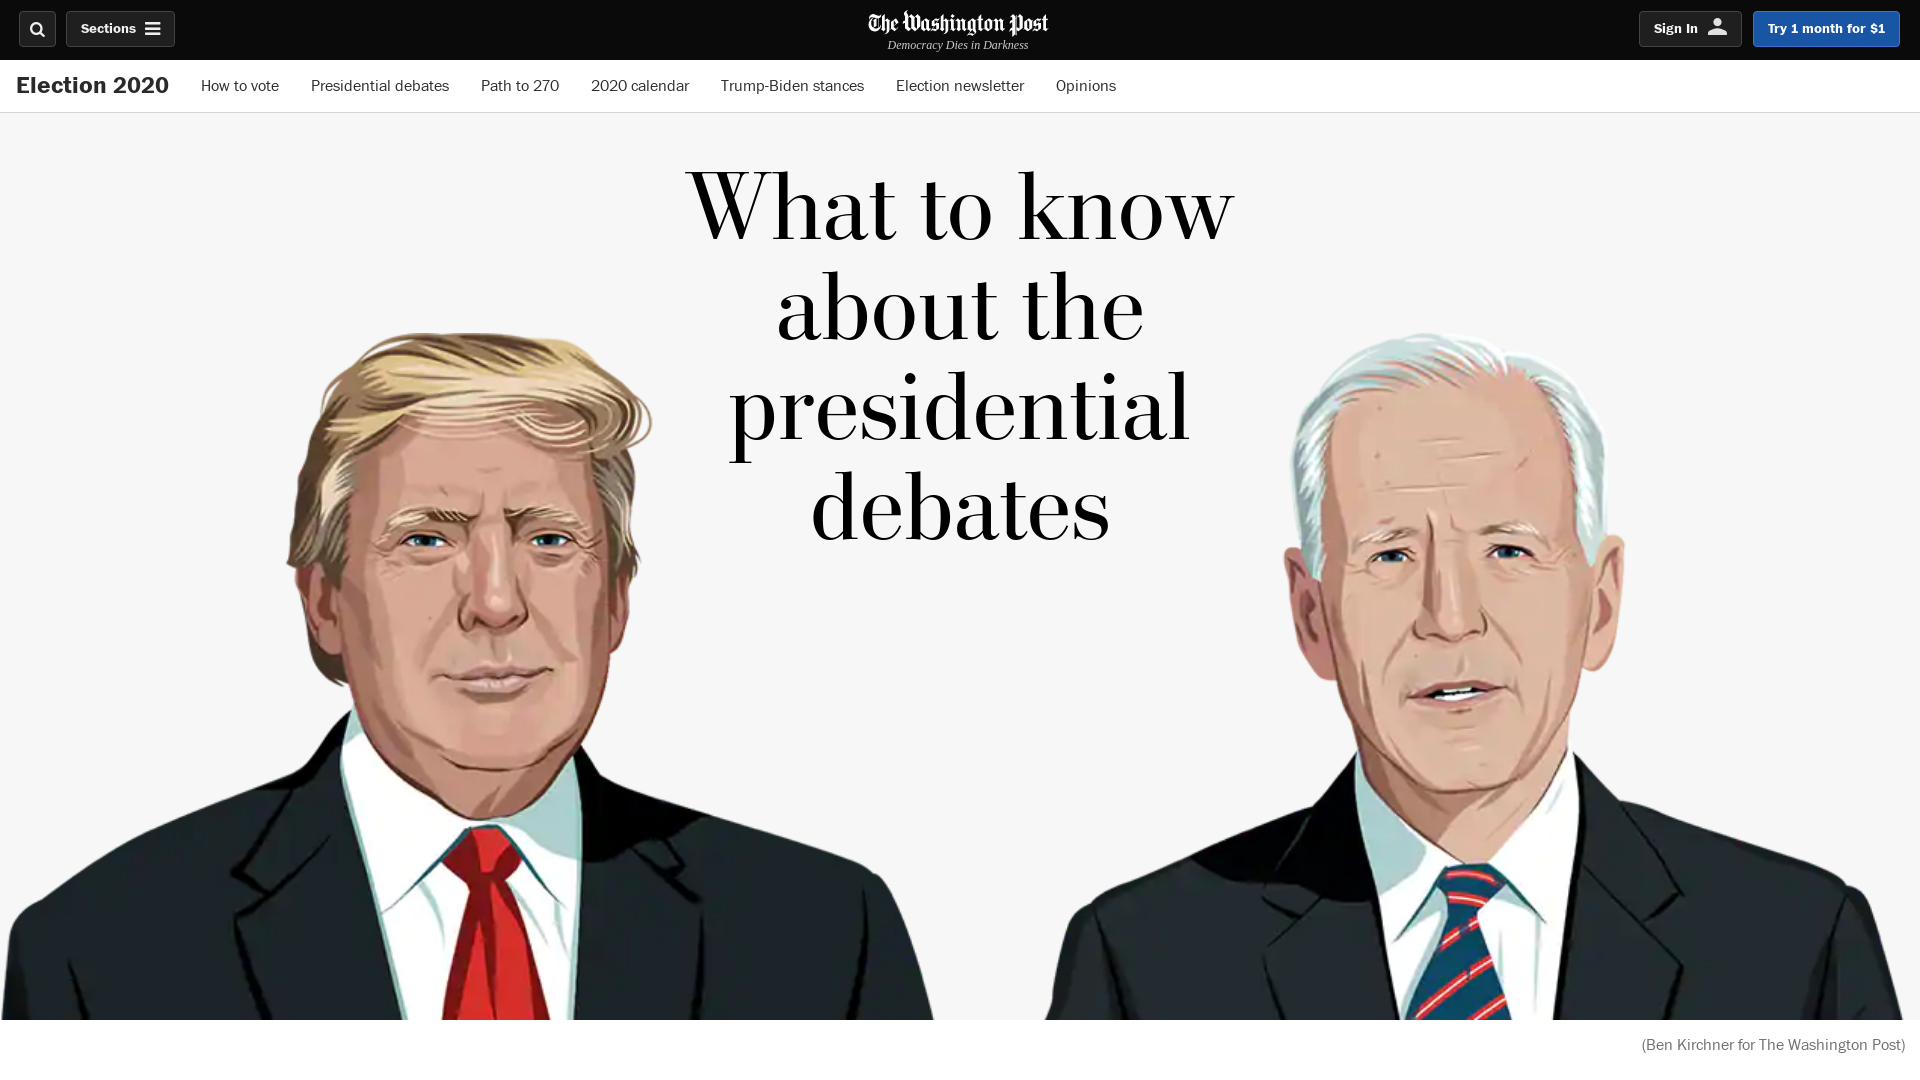 Sections
The Washington Post
Democracy Dies in Darkness
Sign In
Try 1 month for $1
Election 2020
How to vote
Presidential debates
Path to 270
2020 calendar
Trump-Biden stances
Election newsletter
Opinions
What to know
about the
presidential
debates
(Ben Kirchner for The Washington Post)